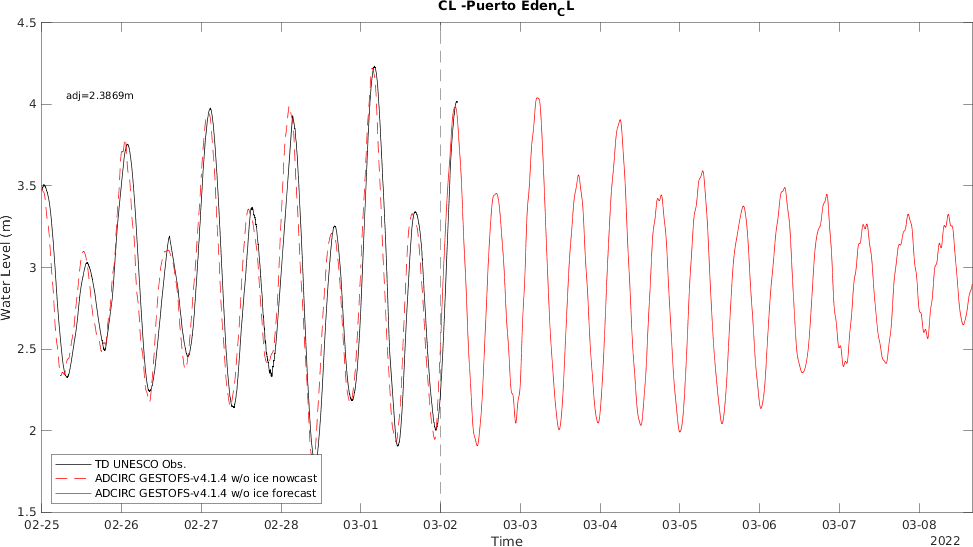 CL -Puerto Eden_CL
4.5
4
3.5
3
2.5
2
1.5
Water Level (m)
adj=2.3869m
TD UNESCO Obs.
ADCIRC GESTOFS-v4.1.4 w/o ice nowcast
ADCIRC GESTOFS-v4.1.4 w/o ice forecast
02-25 02-26 02-27 02-28 03-01 03-02 03-03 03-04 03-05 03-06 03-07 03-08
Time
2022